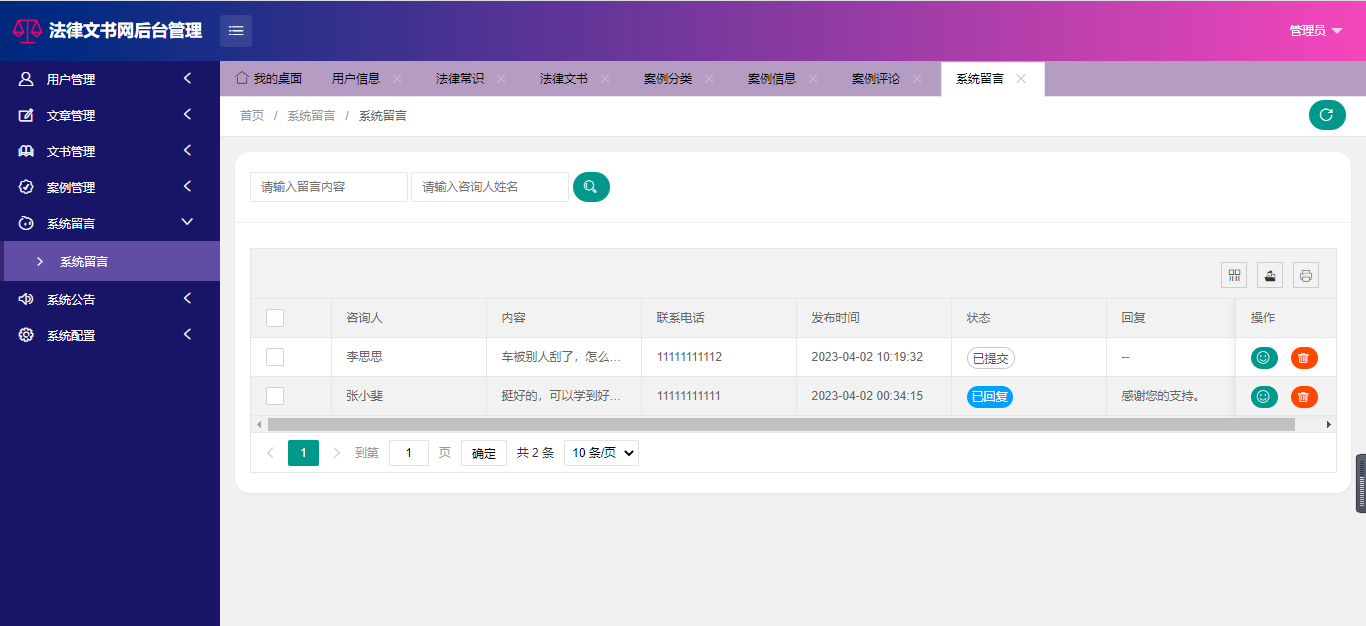 法律文书网后台管理
管理员
用户管理
文章管理
文书管理
案例管理
系统留言
系统留言
系统公告
系统配置
我的桌面 用户信息 法律常识 法律文书 案例分类 案例信息 案例评论 系统留言
首页 / 系统留言 / 系统留言
请输入留言内容 请输入咨询人姓名
咨询人 内容 联系电话 发布时间 状态 回复 操作
李思思 车被别人刮了，怎么... 11111111112 2023-04-02 10:19:32 已提交 --
张小斐 挺好的，可以学到好... 11111111111 2023-04-02 00:34:15 已回复 感谢您的支持。
1 到第 1 页 确定 共 2 条 10 条/页